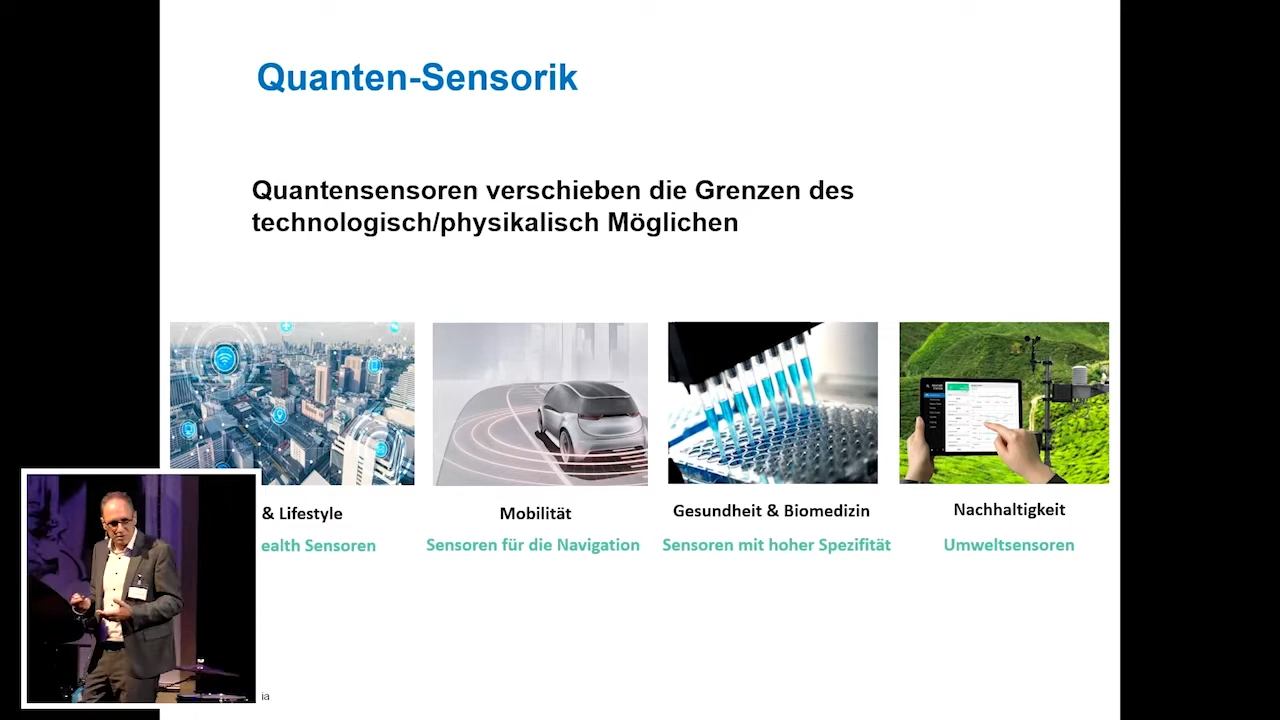 Quanten-Sensorik
Quantensensoren verschieben die Grenzen des
technologisch/physikalisch Möglichen
& Lifestyle
Mobilität
Gesundheit & Biomedizin
Nachhaltigkeit
ealth Sensoren
Sensoren für die Navigation
Sensoren mit hoher Spezifität
Umweltsensoren
ia